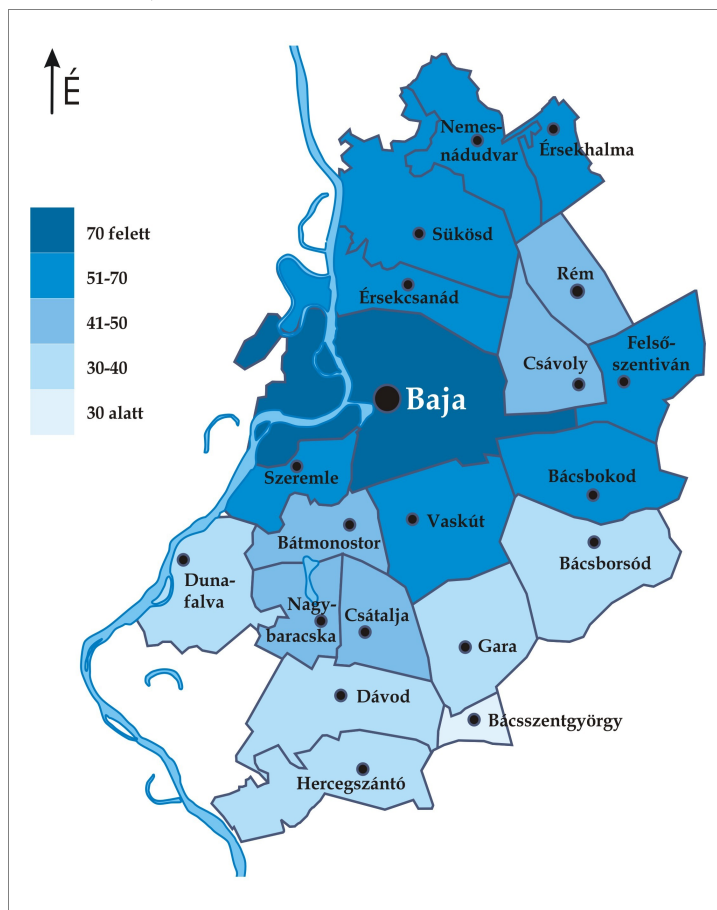 É
70 felett
51-70
41-50
30-40
30 alatt
Nemes-
nádudvar
Érsekhalma
Sükösd
Rém
Érsekcsanád
Felső-
szentiván
Csávoly
Baja
Szeremle
Bácsbokod
Vaskút
Bátmonostor
Bácsborsód
Duna-
falva
Nagy-
baracska
Csátalja
Gara
Dávod
Bácsszentgyörgy
Hercegszántó